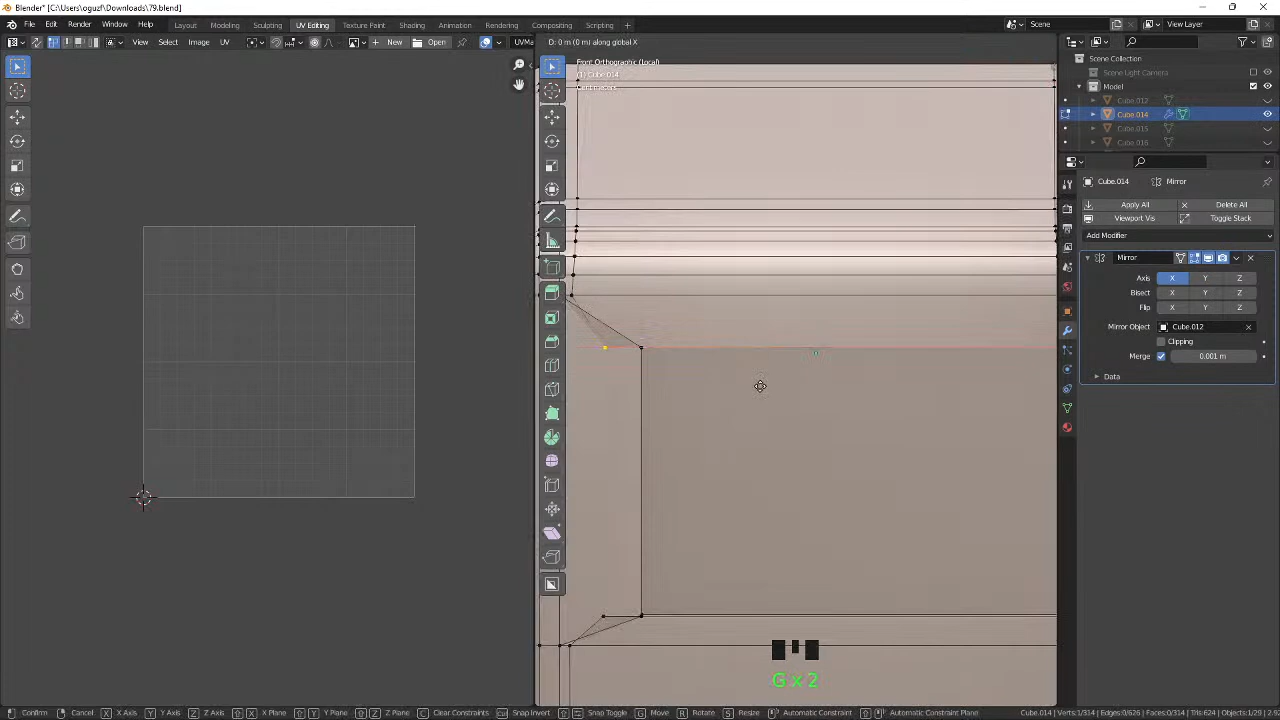 Blender* [C:\Users\oguzl\Downloads\79.blend]
File Edit Render Window Help Layout Modeling Sculpting UV Editing Texture Paint Shading Animation Rendering Compositing Scripting + Scene View Layer
View Select Image UV New Open UVMa
D: 0 m (0 m) along global X
Front Orthographic (local)
(1) Cube.014
Centimeters
Scene Collection
Scene light Camera
Model
Cube.012
Cube.014
Cube.015
Cube.016
Cube.014 Mirror
Apply All Delete All
Viewport Vis Toggle Stack
Add Modifier
Mirror
Axis X Y Z
Bisect X Y Z
Flip X Y Z
Mirror Object Cube.012
Clipping
Merge 0.001 m
Data
G x 2
Confirm Cancel X X Axis Y Y Axis Z Z Axis X X Plane Y Y Plane Z Z Plane C Clear Constraints Snap Invert Snap Toggle G Move R Rotate S Resize Automatic Constraint Automatic Constraint Plane Cube.014 | Verts:1/314 | Edges:0/626 | Faces:0/314 | Tris:624 | Objects:1/29